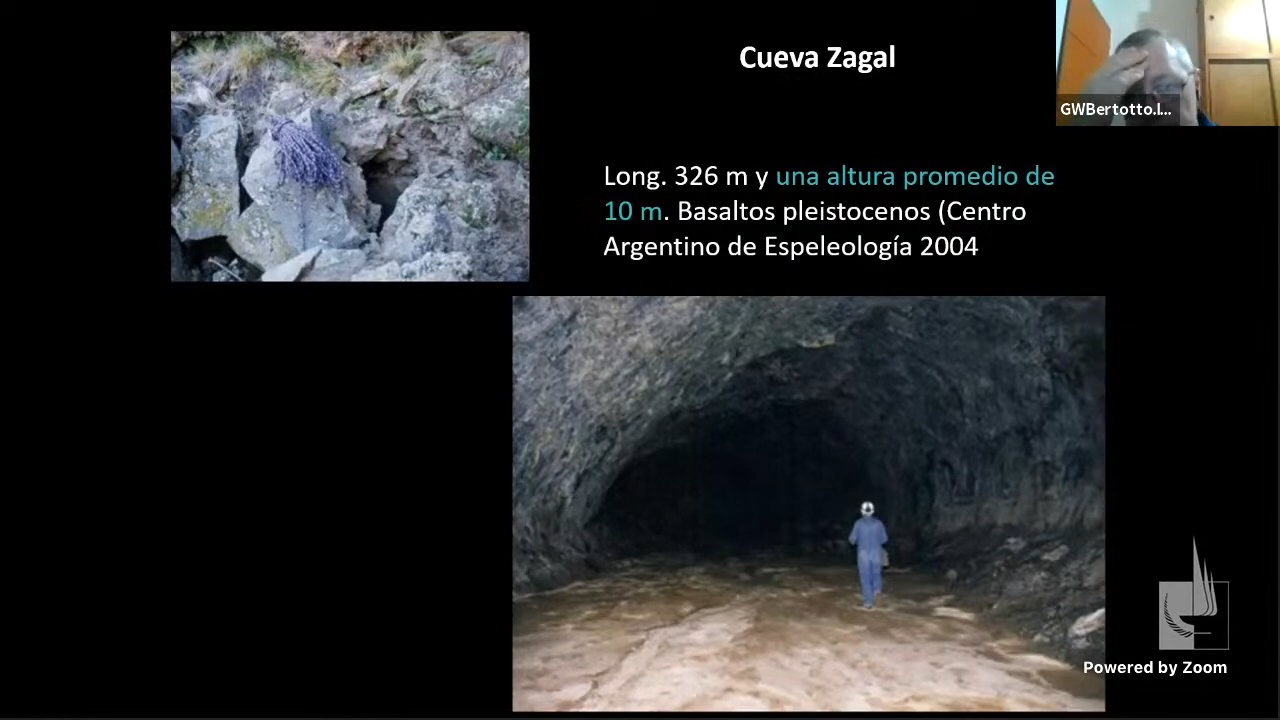 Cueva Zagal
GWBertotto.I...
Long. 326 m y una altura promedio de
10 m. Basaltos pleistocenos (Centro
Argentino de Espeleología 2004
Powered by Zoom